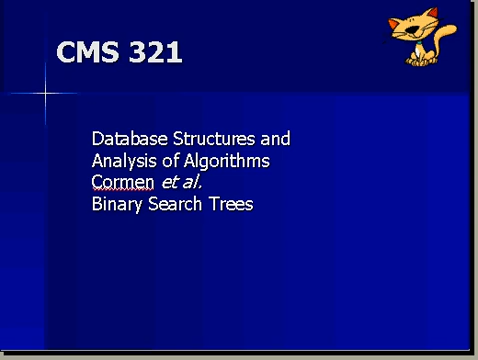 CMS 321
Database Structures and
Analysis of Algorithms
Cormen et al.
Binary Search Trees